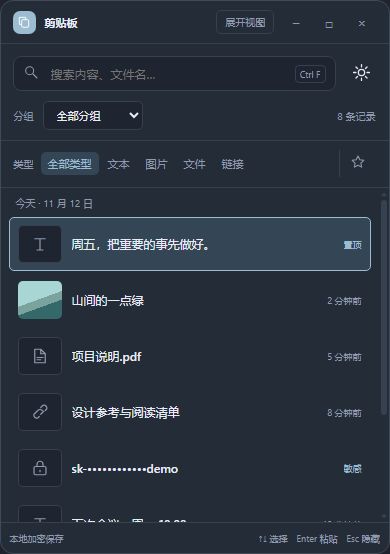 剪贴板 展开视图
搜索内容、文件名... Ctrl F
分组 全部分组 8 条记录
类型 全部类型 文本 图片 文件 链接
今天 · 11 月 12 日
周五，把重要的事先做好。 置顶
山间的一点绿 2 分钟前
项目说明.pdf 5 分钟前
设计参考与阅读清单 8 分钟前
sk-••••••••••••demo 敏感
本地加密保存 ↑↓ 选择 Enter 粘贴 Esc 隐藏